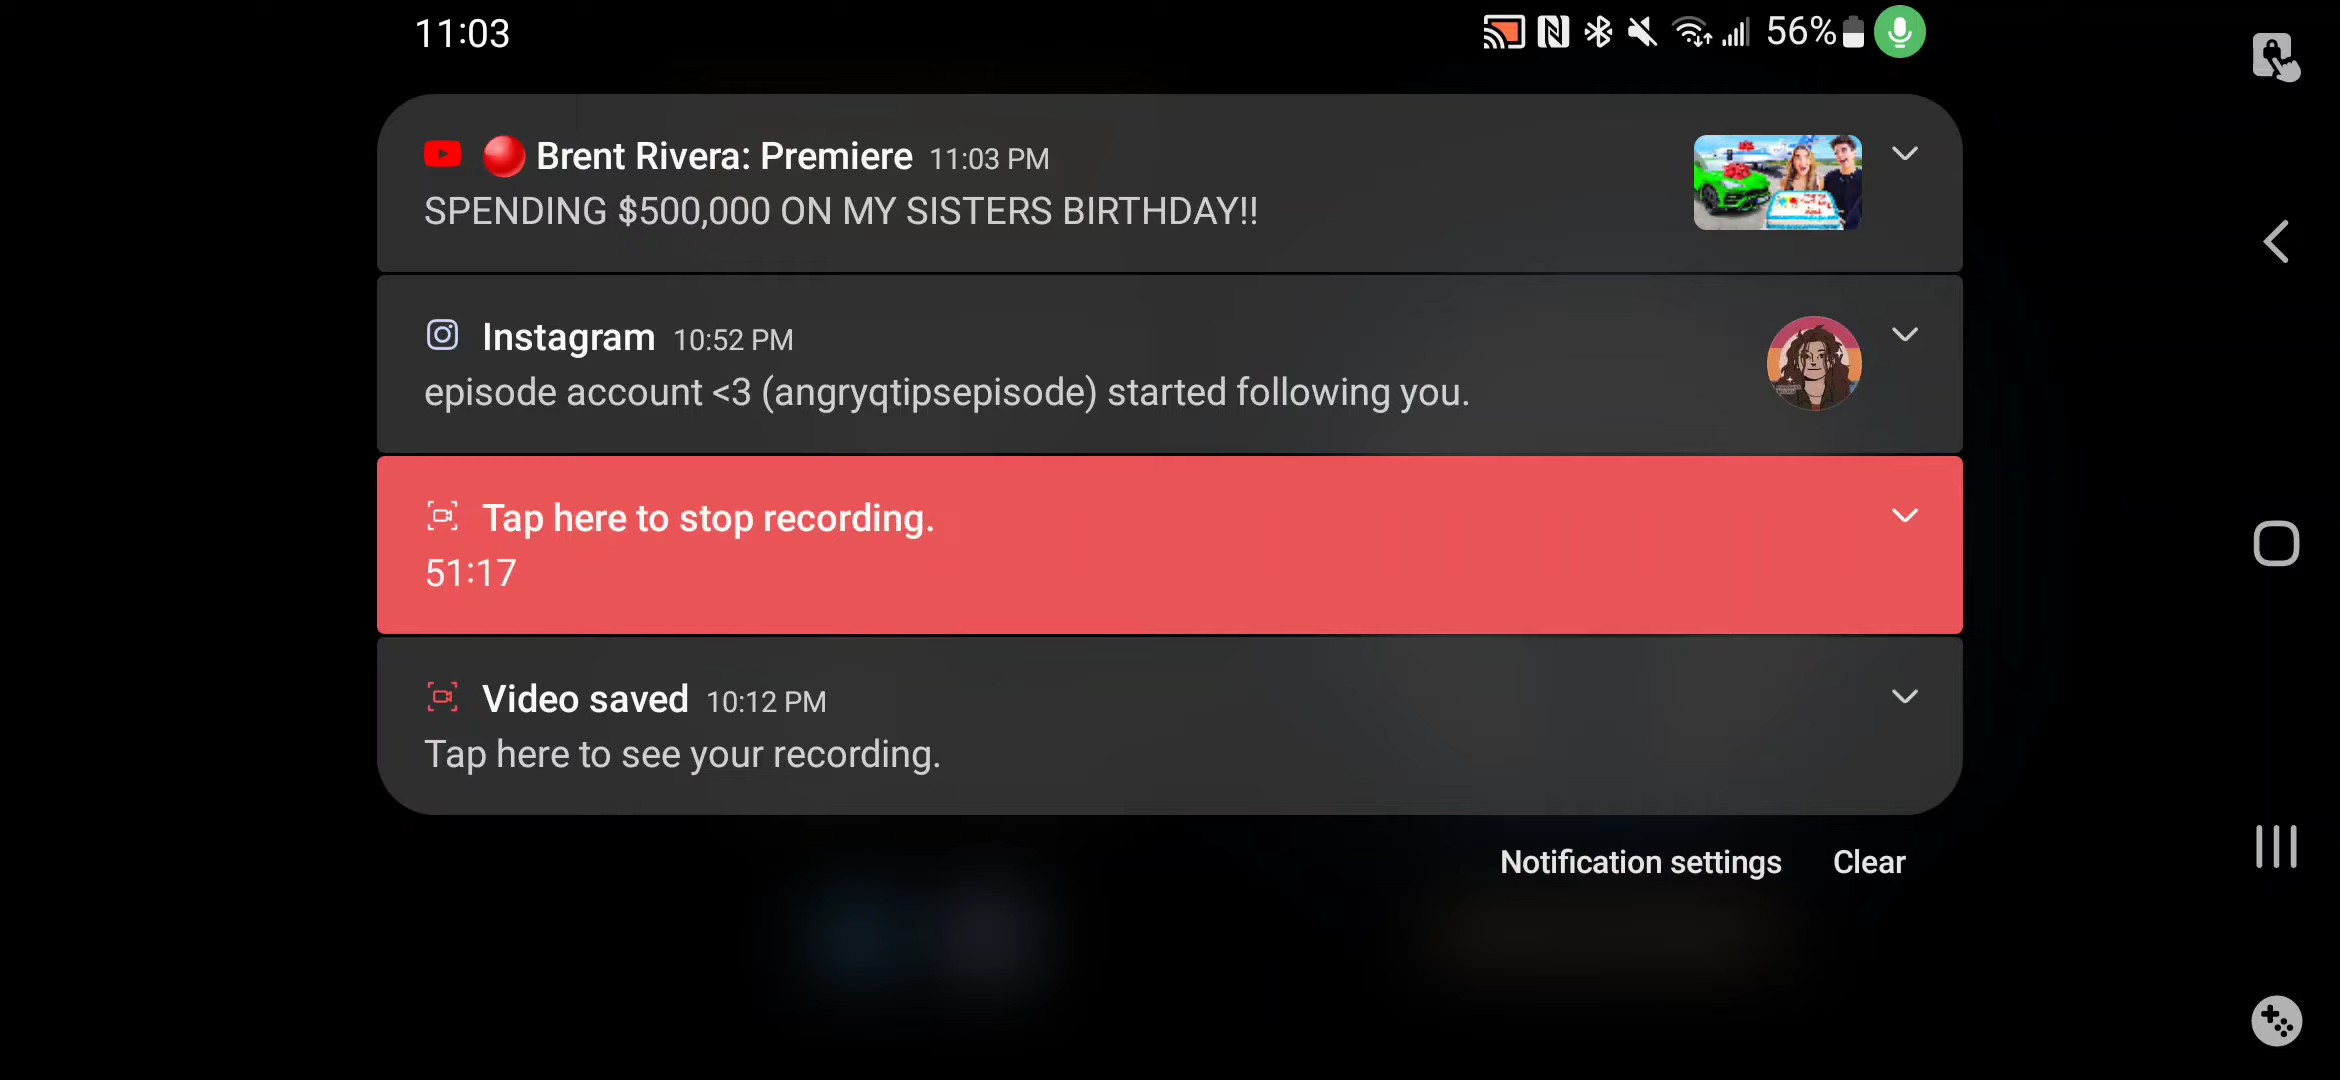 11:03
56%
Brent Rivera: Premiere 11:03 PM
SPENDING $500,000 ON MY SISTERS BIRTHDAY!!
Instagram 10:52 PM
episode account <3 (angryqtipsepisode) started following you.
Tap here to stop recording.
51:17
Video saved 10:12 PM
Tap here to see your recording.
Notification settings Clear